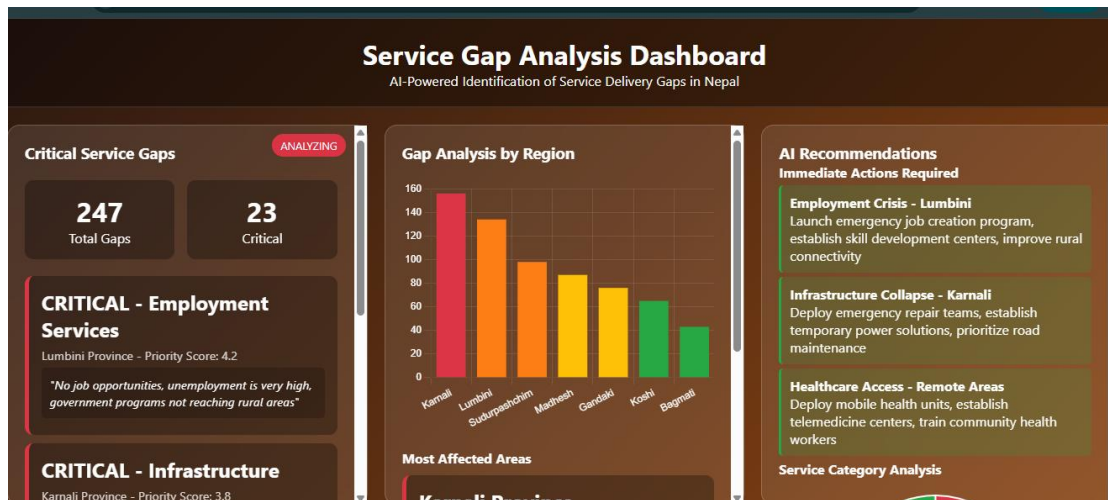 Service Gap Analysis Dashboard
AI-Powered Identification of Service Delivery Gaps in Nepal
Critical Service Gaps
ANALYZING
247
Total Gaps
23
Critical
CRITICAL - Employment
Services
Lumbini Province - Priority Score: 4.2
"No job opportunities, unemployment is very high,
government programs not reaching rural areas"
CRITICAL - Infrastructure
Karnali Province - Priority Score: 3.8
Gap Analysis by Region
160
140
120
100
80
60
40
20
0
Karnali
Lumbini
Sudurpashchim
Madhesh
Gandaki
Koshi
Bagmati
Most Affected Areas
Karnali Province
AI Recommendations
Immediate Actions Required
Employment Crisis - Lumbini
Launch emergency job creation program,
establish skill development centers, improve rural
connectivity
Infrastructure Collapse - Karnali
Deploy emergency repair teams, establish
temporary power solutions, prioritize road
maintenance
Healthcare Access - Remote Areas
Deploy mobile health units, establish
telemedicine centers, train community health
workers
Service Category Analysis